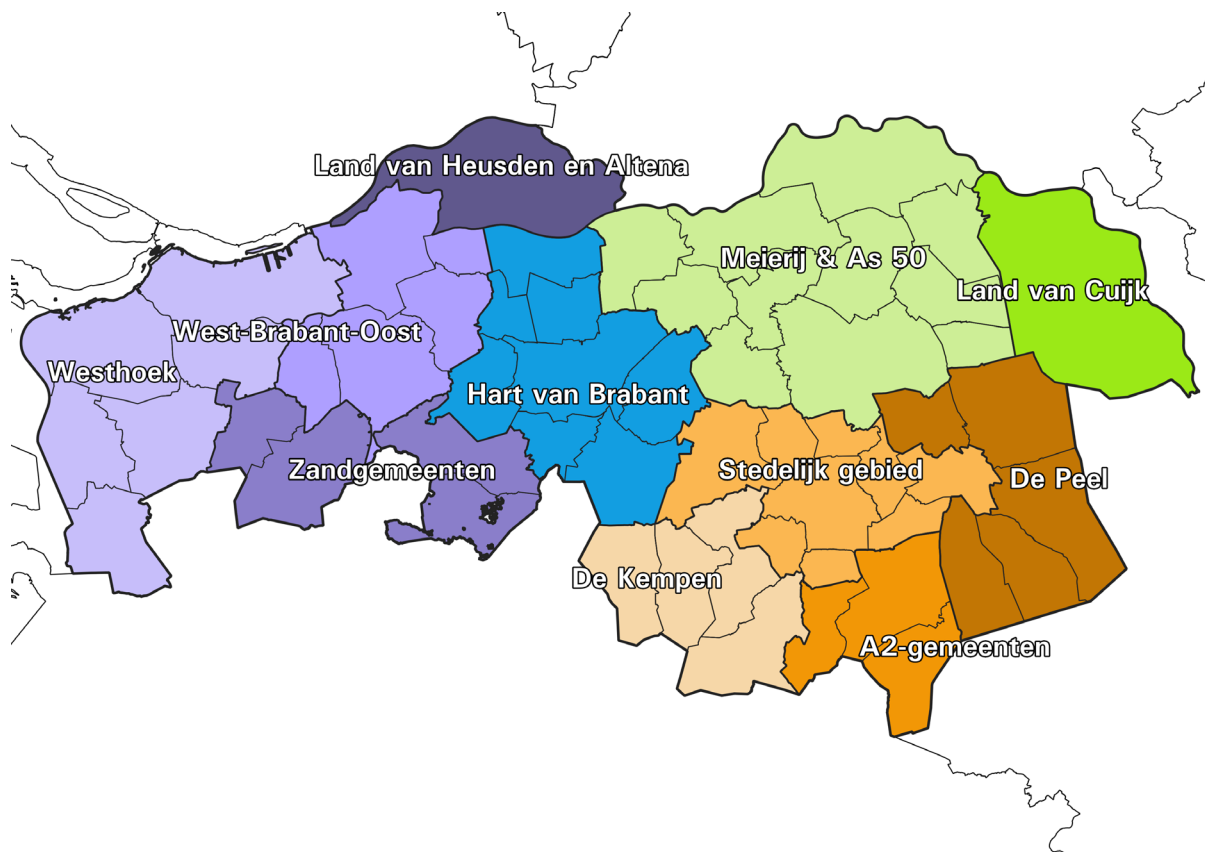 Land van Heusden en Altena
Meierij & As 50
Land van Cuijk
West-Brabant-Oost
Westhoek
Hart van Brabant
Zandgemeenten
Stedelijk gebied
De Peel
De Kempen
A2-gemeenten